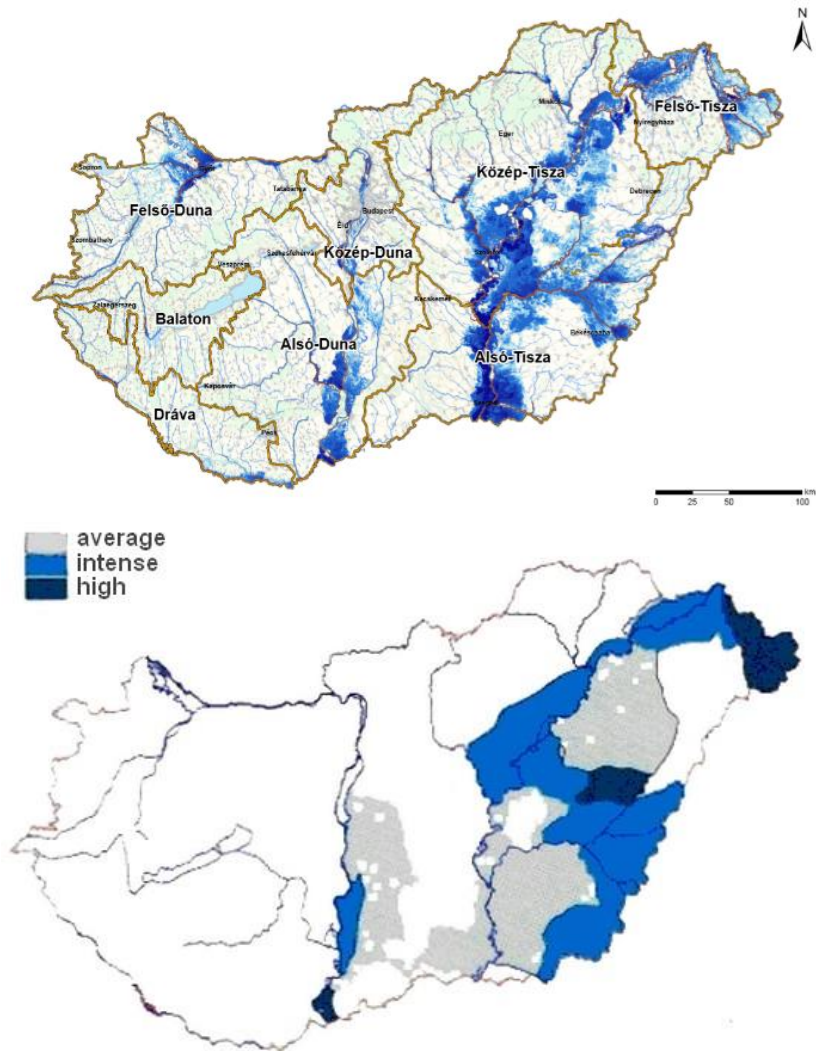 N
Miskolc
Felső-Tisza
Nyíregyháza
Eger
Sopron
Közép-Tisza
Tatabánya
Debrecen
Felső-Duna
Budapest
Érd
Szombathely
Közép-Duna
Veszprém
Székesfehérvár
Szolnok
Zalaegerszeg
Kecskemét
Balaton
Békéscsaba
Alsó-Duna
Alsó-Tisza
Kaposvár
Dráva
Szeged
Pécs
km
0 25 50 100
average
intense
high